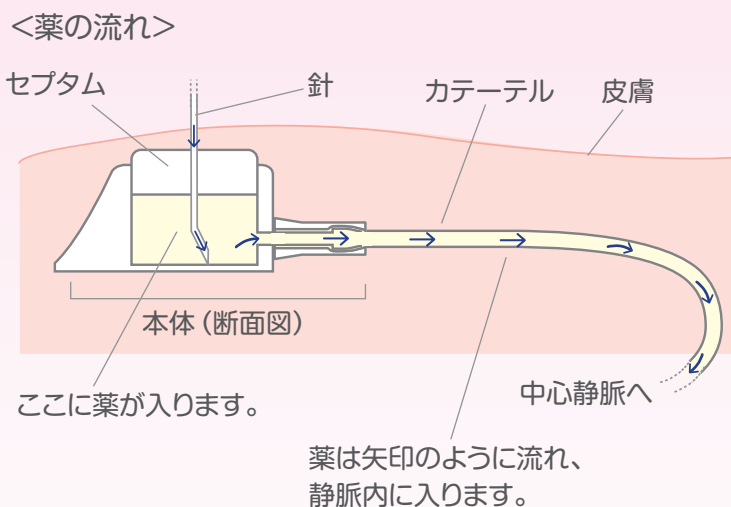 <薬の流れ>
セプタム
針
カテーテル
皮膚
本体（断面図）
ここに薬が入ります。
中心静脈へ
薬は矢印のように流れ、
静脈内に入ります。